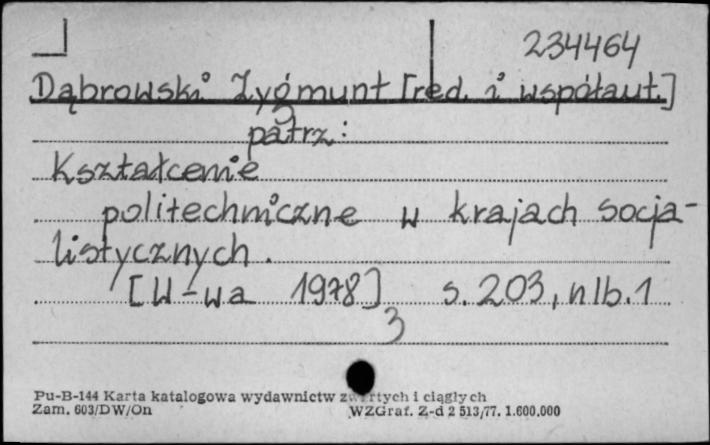 234464
Dąbrowski Zygmunt [red. i współaut.]
patrz:
Kształcenie
politechniczne w krajach socja-
listycznych.
[W-wa 1978] s. 203, nlb. 1
3
Pu-B-144 Karta katalogowa wydawnictw zwartych i ciągłych
Zam. 603/DW/On WZGraf. Z-d 2 513/77. 1.600.000